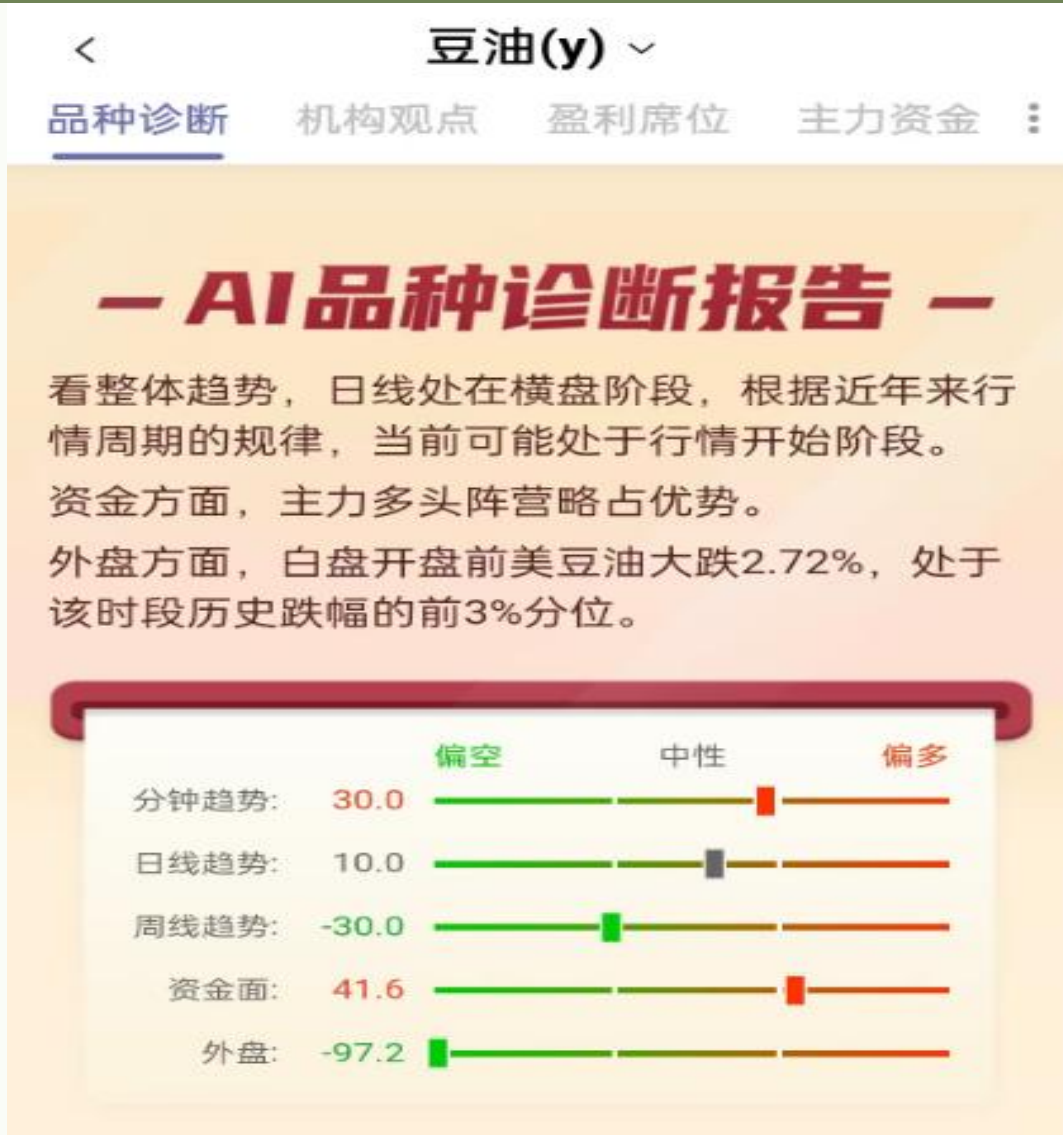 豆油(y)
品种诊断 机构观点 盈利席位 主力资金
AI品种诊断报告
看整体趋势，日线处在横盘阶段，根据近年来行
情周期的规律，当前可能处于行情开始阶段。
资金方面，主力多头阵营略占优势。
外盘方面，白盘开盘前美豆油大跌2.72%，处于
该时段历史跌幅的前3%分位。
偏空 中性 偏多
分钟趋势: 30.0
日线趋势: 10.0
周线趋势: -30.0
资金面: 41.6
外盘: -97.2